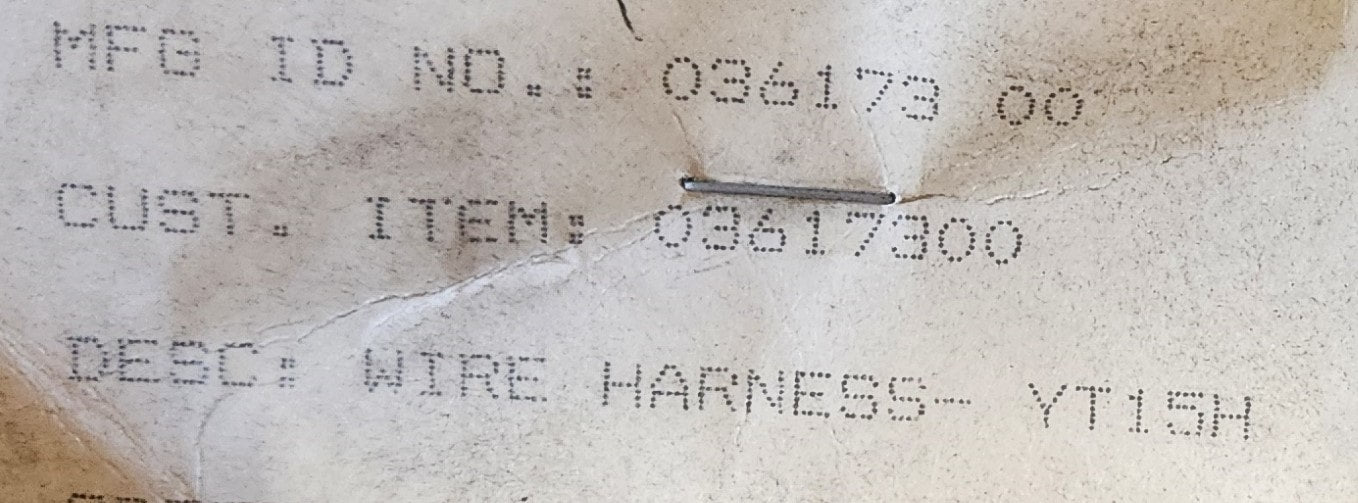 MFG ID NO.: 036173 00
CUST. ITEM: 03617300
DESC: WIRE HARNESS- YT15H